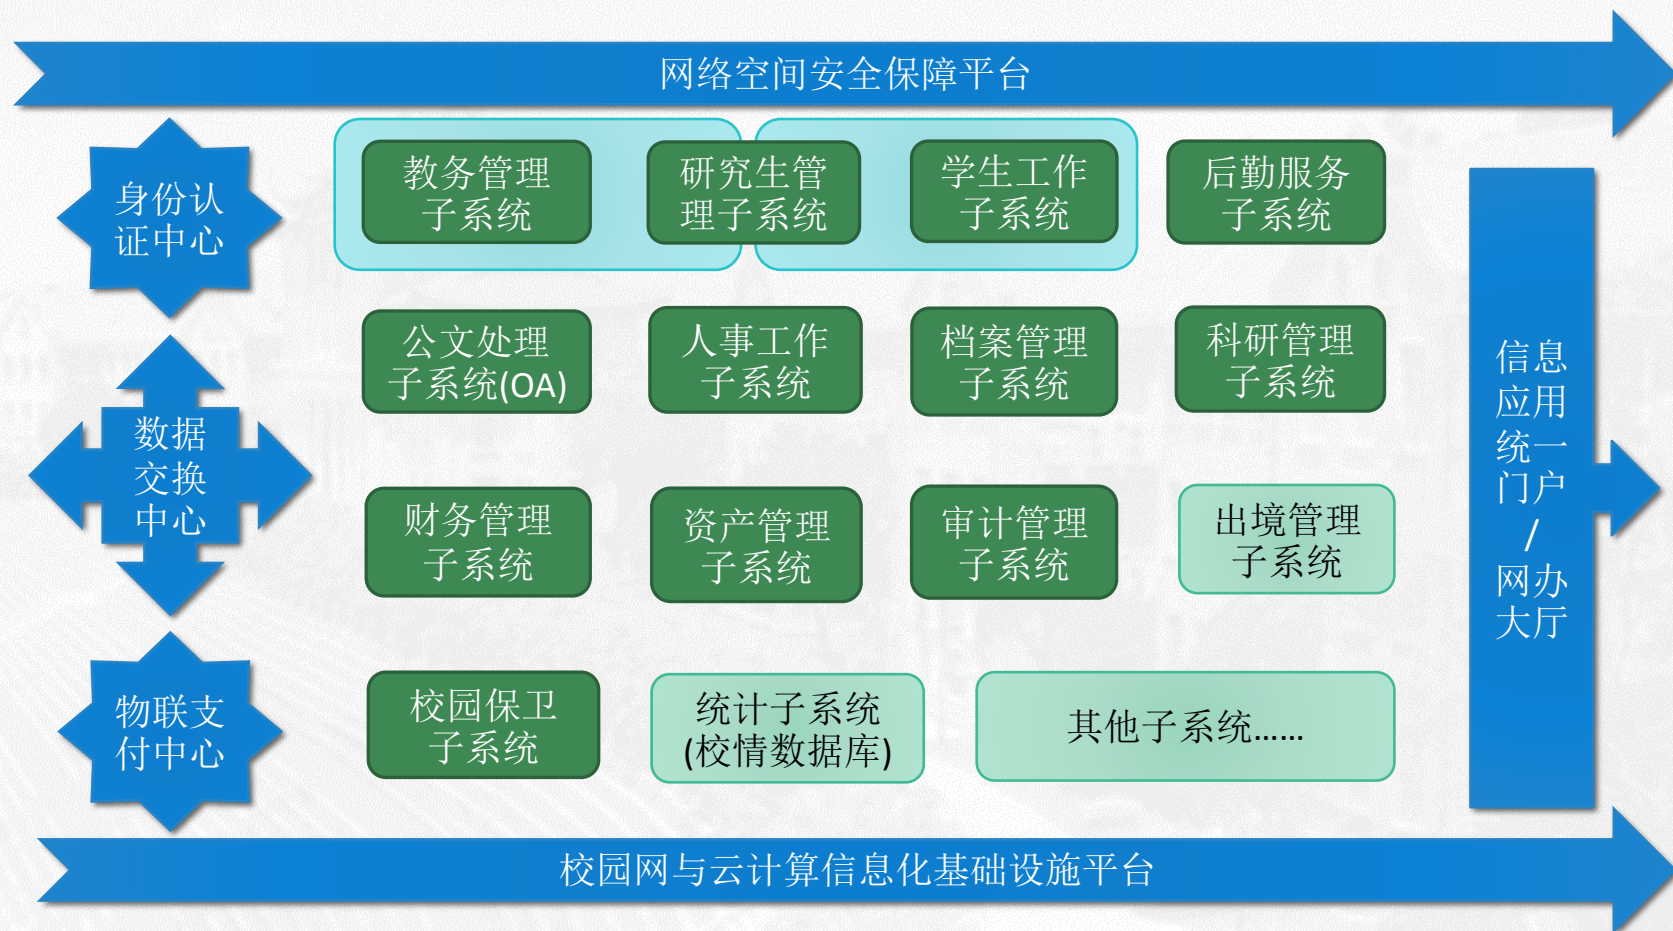 网络空间安全保障平台
身份认
证中心
教务管理
子系统
研究生管
理子系统
学生工作
子系统
后勤服务
子系统
数据
交换
中心
公文处理
子系统(OA)
人事工作
子系统
档案管理
子系统
科研管理
子系统
财务管理
子系统
资产管理
子系统
审计管理
子系统
出境管理
子系统
物联支
付中心
校园保卫
子系统
统计子系统
(校情数据库)
其他子系统......
信息
应用
统一
门户
/
网办
大厅
校园网与云计算信息化基础设施平台